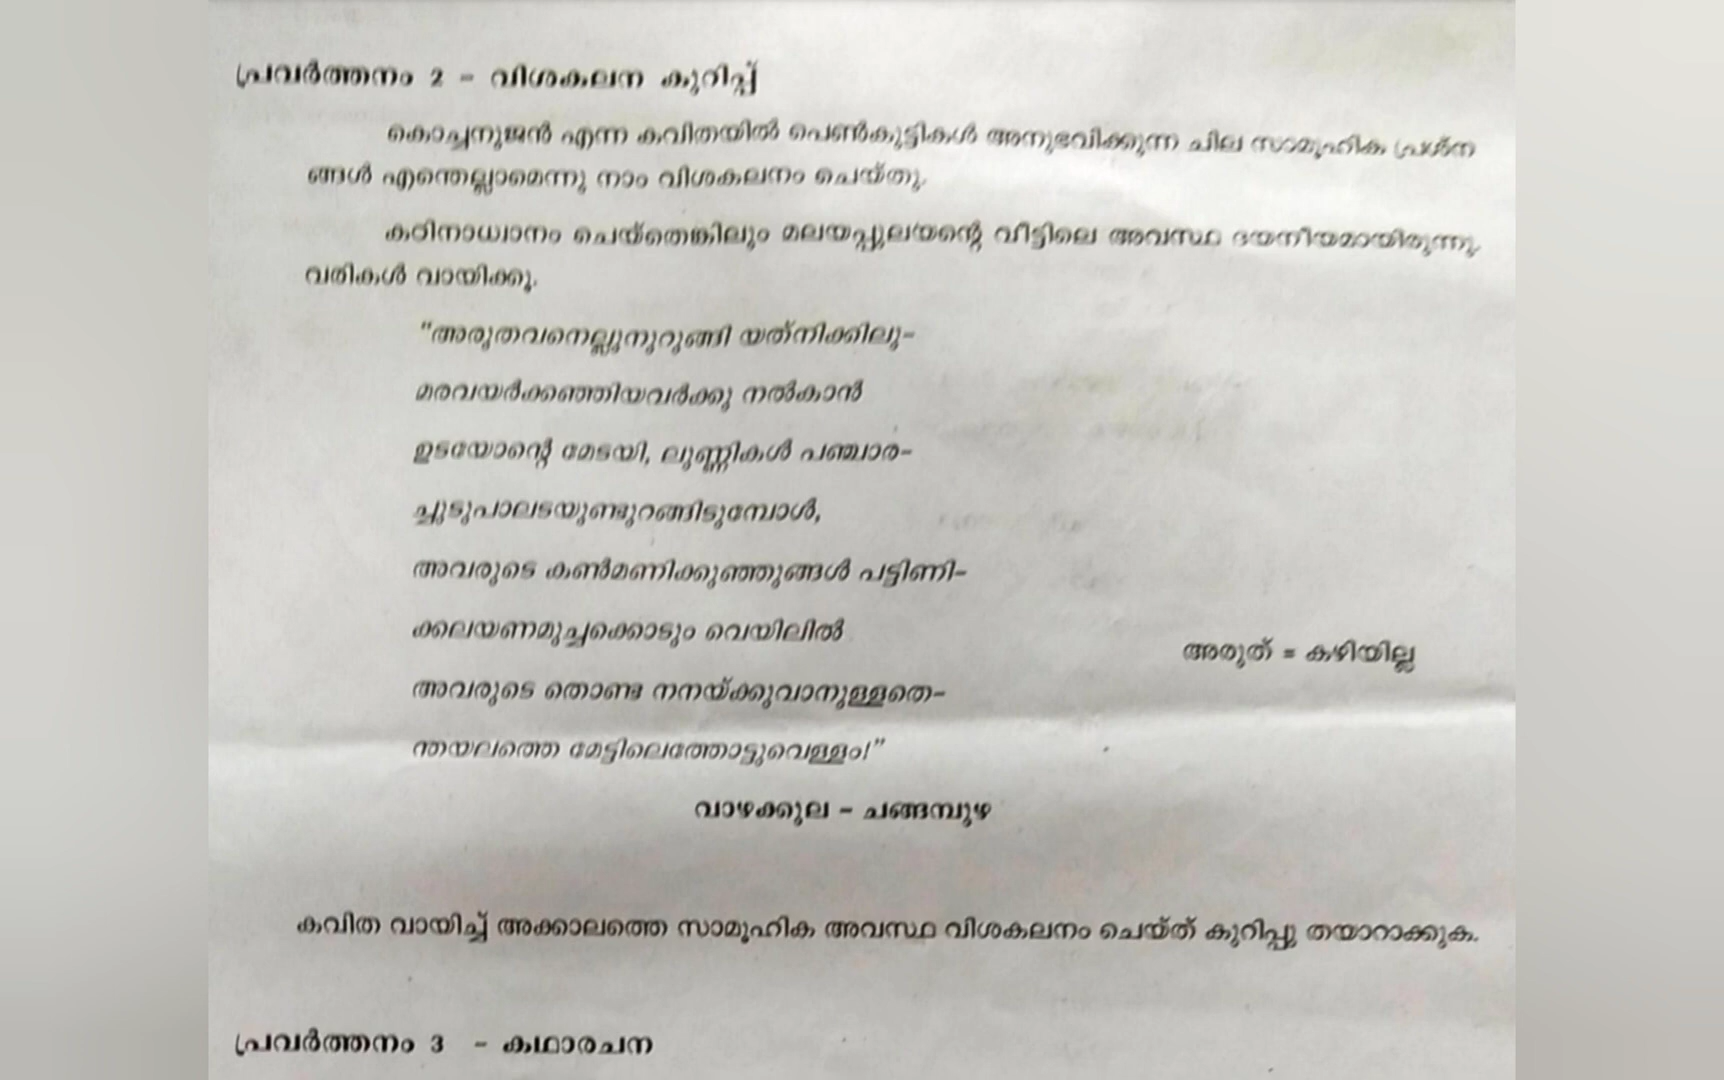 പ്രവർത്തനം 2 - വിശകലന കുറിപ്പ്
കൊച്ചനുജൻ എന്ന കവിതയിൽ പെൺകുട്ടികൾ അനുഭവിക്കുന്ന ചില സാമൂഹിക പ്രശ്ന
ങ്ങൾ എന്തെല്ലാമെന്നു നാം വിശകലനം ചെയ്തു.
കഠിനാധ്വാനം ചെയ്തെങ്കിലും മലയപ്പുലയന്റെ വീട്ടിലെ അവസ്ഥ ദയനീയമായിരുന്നു.
വരികൾ വായിക്കൂ.
"അരുതവനെല്ലുനുറുങ്ങി യത്നിക്കിലു-
മരവയർക്കഞ്ഞിയവർക്കു നൽകാൻ
ഉടയോന്റെ മേടയി, ലുണ്ണികൾ പഞ്ചാര-
ച്ചുടുപാലടയുണ്ടുറങ്ങിടുമ്പോൾ,
അവരുടെ കൺമണിക്കുഞ്ഞുങ്ങൾ പട്ടിണി-
ക്കലയണമുച്ചക്കൊടും വെയിലിൽ
അവരുടെ തൊണ്ട നനയ്ക്കുവാനുള്ളതെ-
അരുത് = കഴിയില്ല
ന്തയലത്തെ മേട്ടിലെത്തോട്ടുവെള്ളം!"
വാഴക്കുല - ചങ്ങമ്പുഴ
കവിത വായിച്ച് അക്കാലത്തെ സാമൂഹിക അവസ്ഥ വിശകലനം ചെയ്ത് കുറിപ്പു തയാറാക്കുക.
പ്രവർത്തനം 3 - കഥാരചന